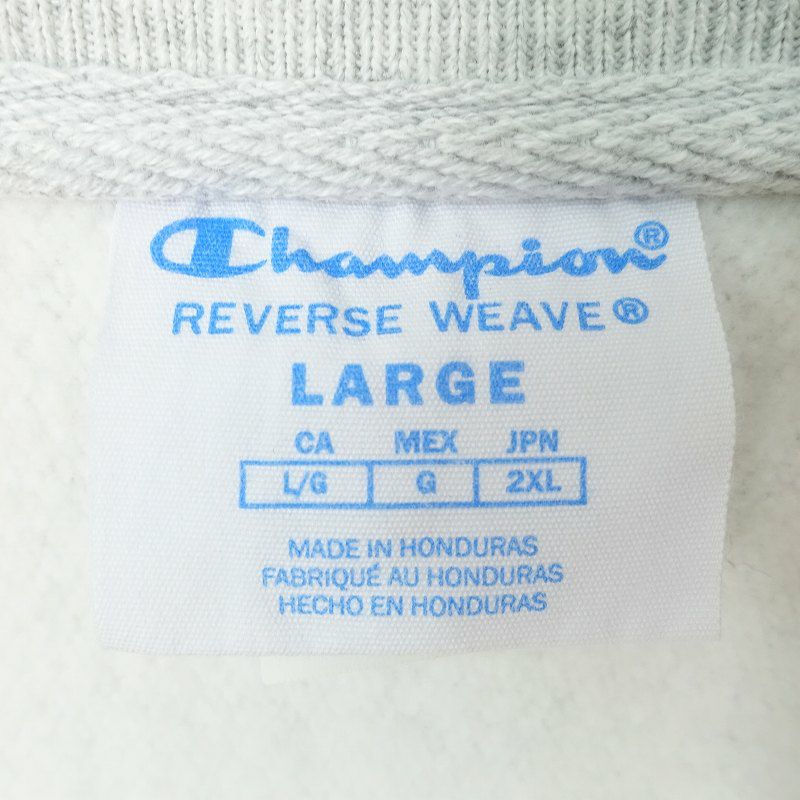 Champion®
REVERSE WEAVE®
LARGE
CA MEX JPN
L/G G 2XL
MADE IN HONDURAS
FABRIQUÉ AU HONDURAS
HECHO EN HONDURAS